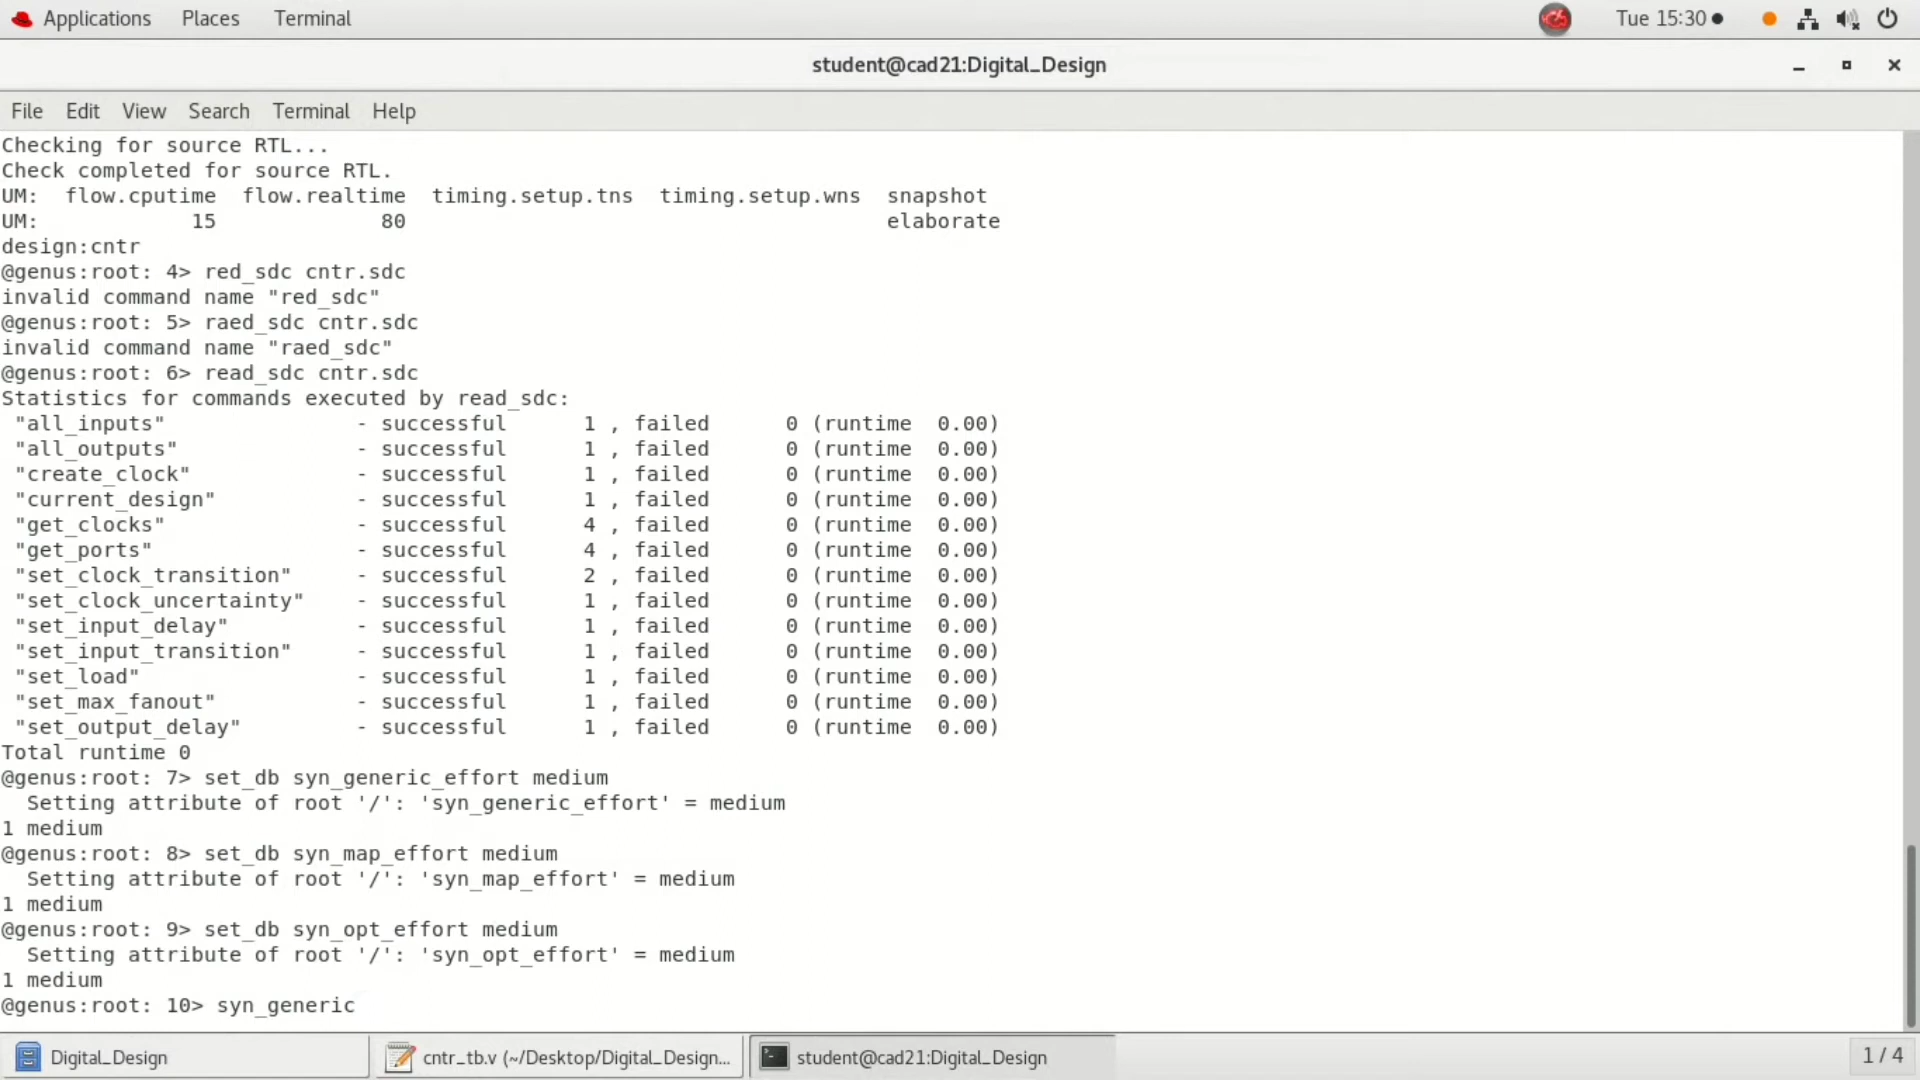 Applications Places Terminal Tue 15:30
student@cad21:Digital_Design
File Edit View Search Terminal Help
Checking for source RTL...
Check completed for source RTL.
UM:  flow.cputime  flow.realtime  timing.setup.tns  timing.setup.wns  snapshot
UM:            15             80                                      elaborate
design:cntr
@genus:root: 4> red_sdc cntr.sdc
invalid command name "red_sdc"
@genus:root: 5> raed_sdc cntr.sdc
invalid command name "raed_sdc"
@genus:root: 6> read_sdc cntr.sdc
Statistics for commands executed by read_sdc:
 "all_inputs"               - successful      1 , failed      0 (runtime  0.00)
 "all_outputs"              - successful      1 , failed      0 (runtime  0.00)
 "create_clock"             - successful      1 , failed      0 (runtime  0.00)
 "current_design"           - successful      1 , failed      0 (runtime  0.00)
 "get_clocks"               - successful      4 , failed      0 (runtime  0.00)
 "get_ports"                - successful      4 , failed      0 (runtime  0.00)
 "set_clock_transition"     - successful      2 , failed      0 (runtime  0.00)
 "set_clock_uncertainty"    - successful      1 , failed      0 (runtime  0.00)
 "set_input_delay"          - successful      1 , failed      0 (runtime  0.00)
 "set_input_transition"     - successful      1 , failed      0 (runtime  0.00)
 "set_load"                 - successful      1 , failed      0 (runtime  0.00)
 "set_max_fanout"           - successful      1 , failed      0 (runtime  0.00)
 "set_output_delay"         - successful      1 , failed      0 (runtime  0.00)
Total runtime 0
@genus:root: 7> set_db syn_generic_effort medium
  Setting attribute of root '/': 'syn_generic_effort' = medium
1 medium
@genus:root: 8> set_db syn_map_effort medium
  Setting attribute of root '/': 'syn_map_effort' = medium
1 medium
@genus:root: 9> set_db syn_opt_effort medium
  Setting attribute of root '/': 'syn_opt_effort' = medium
1 medium
@genus:root: 10> syn_generic
Digital_Design cntr_tb.v (~/Desktop/Digital_Design... student@cad21:Digital_Design 1 / 4